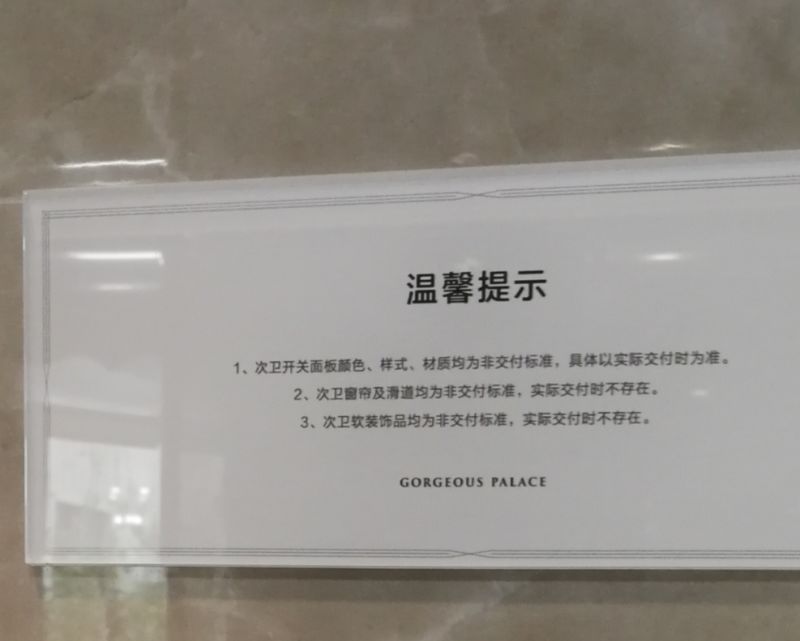 温馨提示
1、次卫开关面板颜色、样式、材质均为非交付标准，具体以实际交付时为准。
2、次卫窗帘及滑道均为非交付标准，实际交付时不存在。
3、次卫软装饰品均为非交付标准，实际交付时不存在。
GORGEOUS PALACE